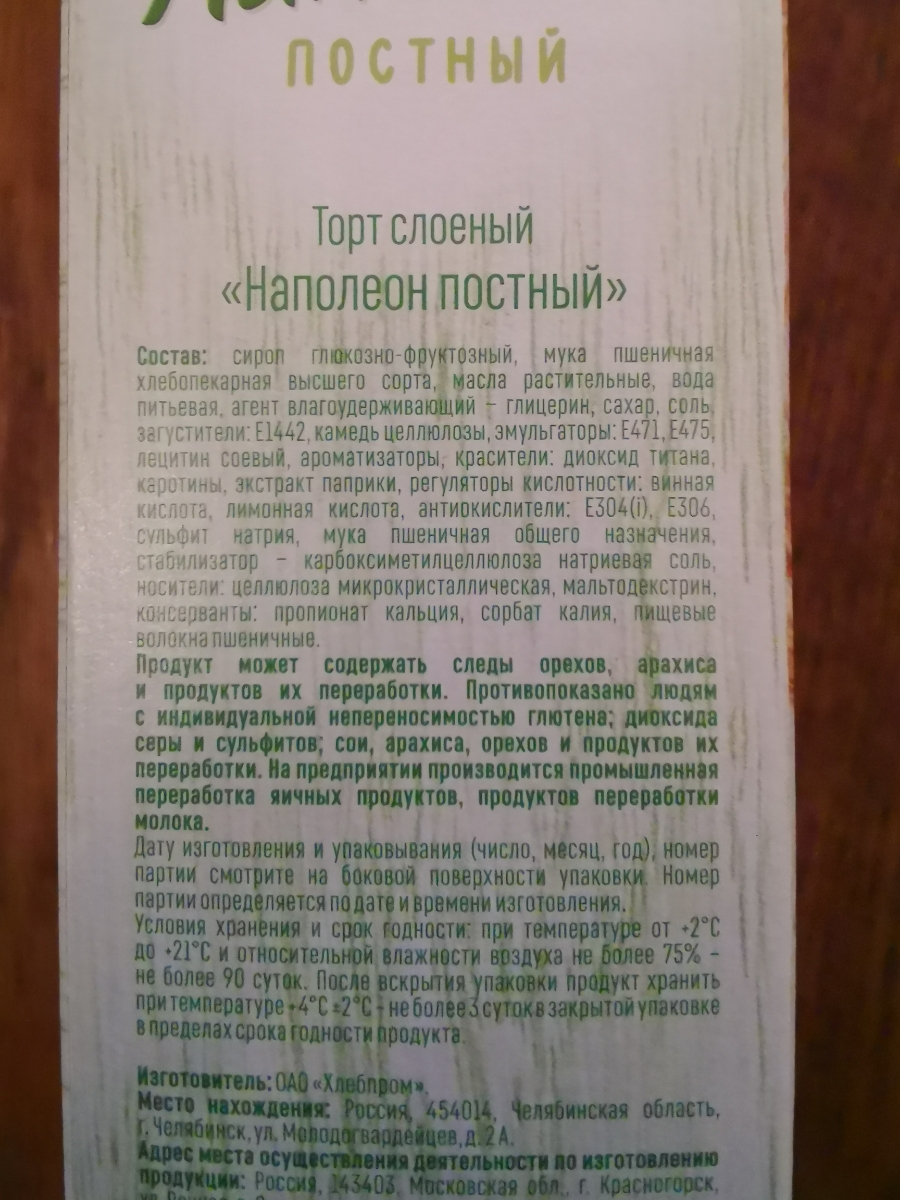 ПОСТНЫЙ
Торт слоеный
«Наполеон постный»
Состав: сироп глюкозно-фруктозный, мука пшеничная
хлебопекарная высшего сорта, масла растительные, вода
питьевая, агент влагоудерживающий – глицерин, сахар, соль,
загустители: Е1442, камедь целлюлозы, эмульгаторы: Е471, Е475,
лецитин соевый, ароматизаторы, красители: диоксид титана,
каротины, экстракт паприки, регуляторы кислотности: винная
кислота, лимонная кислота, антиокислители: Е304(i), Е306,
сульфит натрия, мука пшеничная общего назначения,
стабилизатор – карбоксиметилцеллюлоза натриевая соль,
носители: целлюлоза микрокристаллическая, мальтодекстрин,
консерванты: пропионат кальция, сорбат калия, пищевые
волокна пшеничные.
Продукт может содержать следы орехов, арахиса
и продуктов их переработки. Противопоказано людям
с индивидуальной непереносимостью глютена; диоксида
серы и сульфитов; сои, арахиса, орехов и продуктов их
переработки. На предприятии производится промышленная
переработка яичных продуктов, продуктов переработки
молока.
Дату изготовления и упаковывания (число, месяц, год), номер
партии смотрите на боковой поверхности упаковки. Номер
партии определяется по дате и времени изготовления.
Условия хранения и срок годности: при температуре от +2°С
до +21°С и относительной влажности воздуха не более 75% –
не более 90 суток. После вскрытия упаковки продукт хранить
при температуре +4°С ±2°С – не более 3 суток в закрытой упаковке
в пределах срока годности продукта.
Изготовитель: ОАО «Хлебпром».
Место нахождения: Россия, 454014, Челябинская область,
г. Челябинск, ул. Молодогвардейцев, д. 2 А.
Адрес места осуществления деятельности по изготовлению
продукции: Россия, 143403, Московская обл., г. Красногорск,